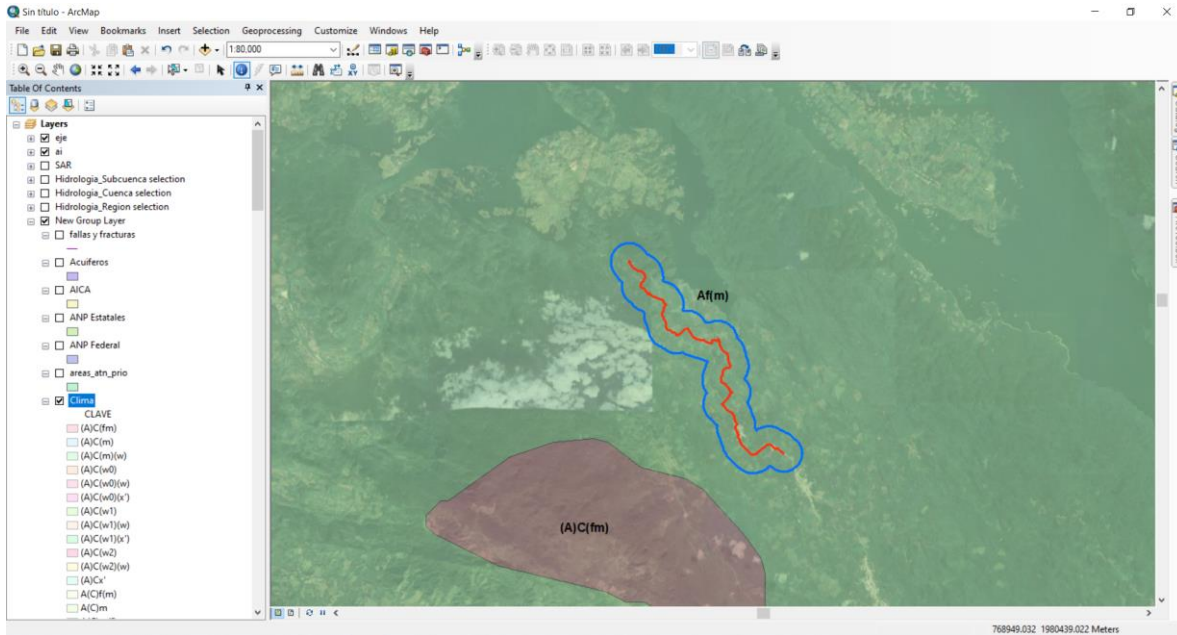 Sin título - ArcMap
File Edit View Bookmarks Insert Selection Geoprocessing Customize Windows Help
1:80,000
Table Of Contents
Layers
eje
ai
SAR
Hidrologia_Subcuenca selection
Hidrologia_Cuenca selection
Hidrologia_Region selection
New Group Layer
fallas y fracturas
Acuiferos
AICA
ANP Estatales
ANP Federal
areas_atn_prio
Clima
CLAVE
(A)C(fm)
(A)C(m)
(A)C(m)(w)
(A)C(w0)
(A)C(w0)(w)
(A)C(w0)(x')
(A)C(w1)
(A)C(w1)(w)
(A)C(w1)(x')
(A)C(w2)
(A)C(w2)(w)
(A)Cx'
A(C)f(m)
A(C)m
Af(m)
(A)C(fm)
768949.032 1980439.022 Meters